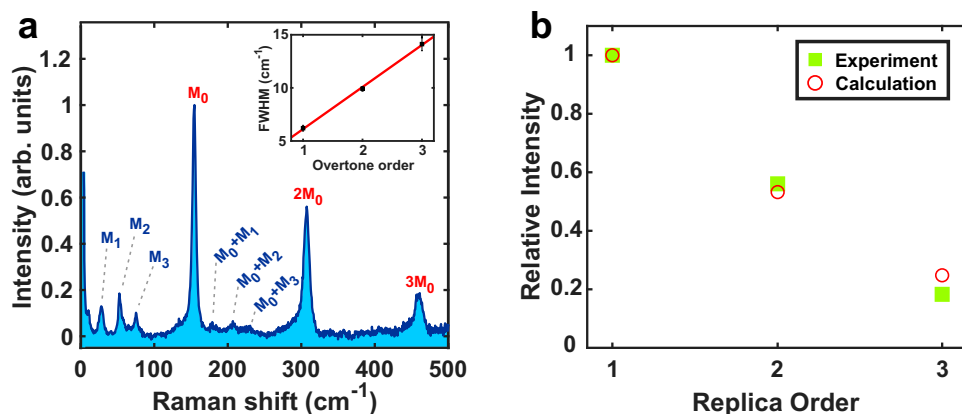 a
Intensity (arb. units)
1.2
1
0.8
0.6
0.4
0.2
0
0
100
200
300
400
500
Raman shift (cm⁻¹)
M₁
M₂
M₃
M₀
M₀+M₁
M₀+M₂
M₀+M₃
2M₀
3M₀
FWHM (cm⁻¹)
15
10
5
1
2
3
Overtone order
b
Relative Intensity
1
0.8
0.6
0.4
0.2
0
1
2
3
Replica Order
Experiment
Calculation